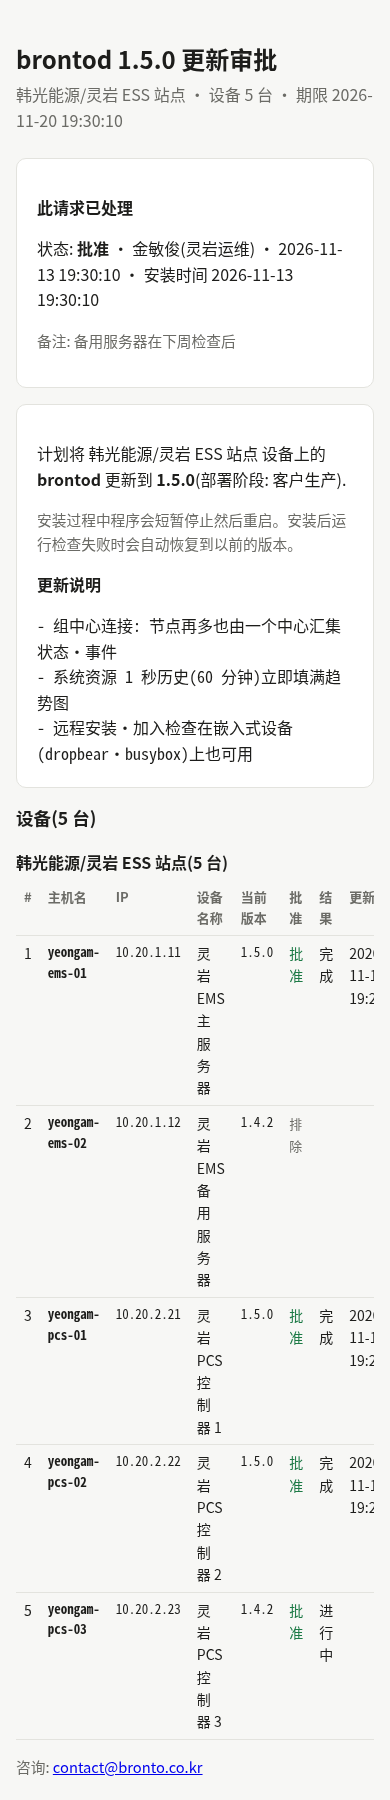 brontod 1.5.0 更新审批
韩光能源/灵岩 ESS 站点 · 设备 5 台 · 期限 2026-
11-20 19:30:10
此请求已处理
状态: 批准 · 金敏俊(灵岩运维) · 2026-11-
13 19:30:10 · 安装时间 2026-11-13
19:30:10
备注: 备用服务器在下周检查后
计划将 韩光能源/灵岩 ESS 站点 设备上的
brontod 更新到 1.5.0(部署阶段: 客户生产).
安装过程中程序会短暂停止然后重启。安装后运
行检查失败时会自动恢复到以前的版本。
更新说明
- 组中心连接: 节点再多也由一个中心汇集
状态·事件
- 系统资源 1 秒历史(60 分钟)立即填满趋
势图
- 远程安装·加入检查在嵌入式设备
(dropbear·busybox)上也可用
设备(5 台)
韩光能源/灵岩 ESS 站点(5 台)
# 主机名 IP 设备名称 当前版本 批准 结果 更新
1 yeongam-ems-01 10.20.1.11 灵岩 EMS 主服务器 1.5.0 批准 完成
2 yeongam-ems-02 10.20.1.12 灵岩 EMS 备用服务器 1.4.2 排除
3 yeongam-pcs-01 10.20.2.21 灵岩 PCS 控制器 1 1.5.0 批准 完成
4 yeongam-pcs-02 10.20.2.22 灵岩 PCS 控制器 2 1.5.0 批准 完成
5 yeongam-pcs-03 10.20.2.23 灵岩 PCS 控制器 3 1.4.2 批准 进行中
咨询: contact@bronto.co.kr